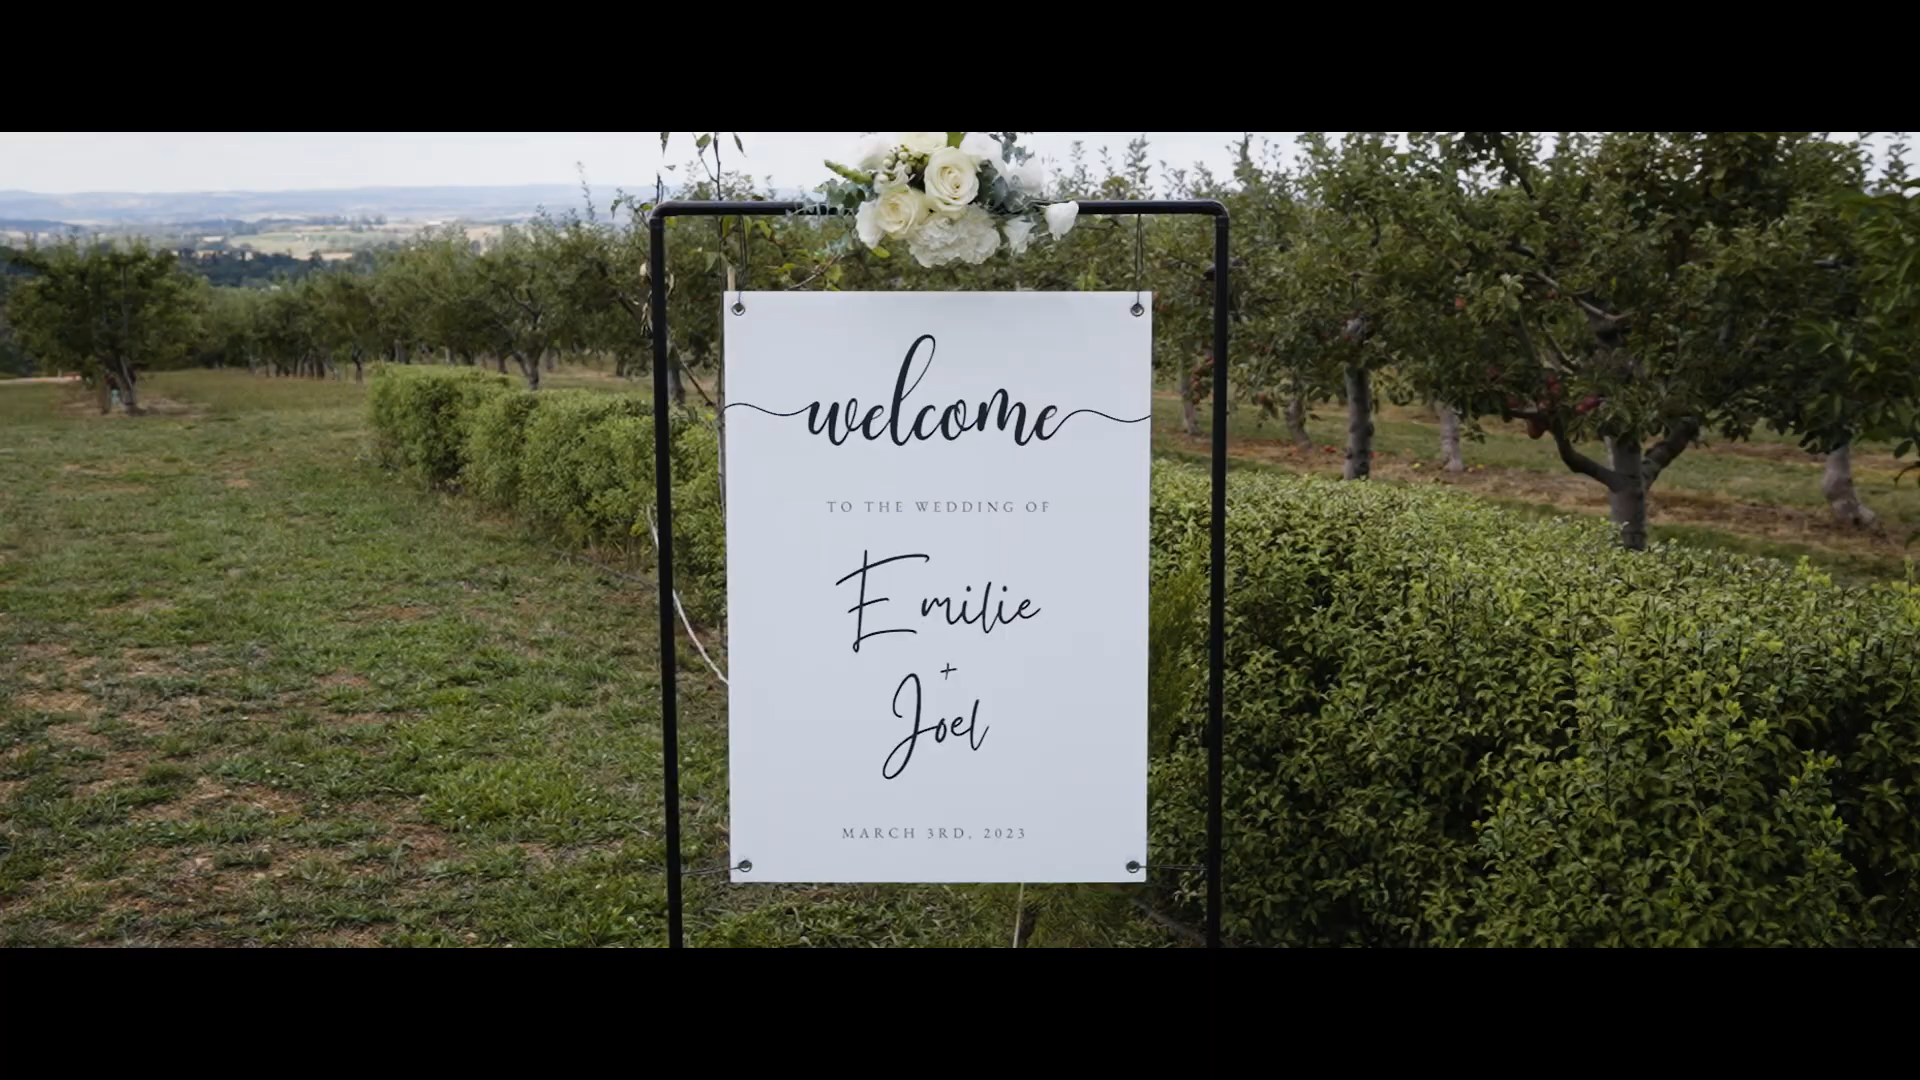 welcome
TO THE WEDDING OF
Emilie
+
Joel
MARCH 3RD, 2023